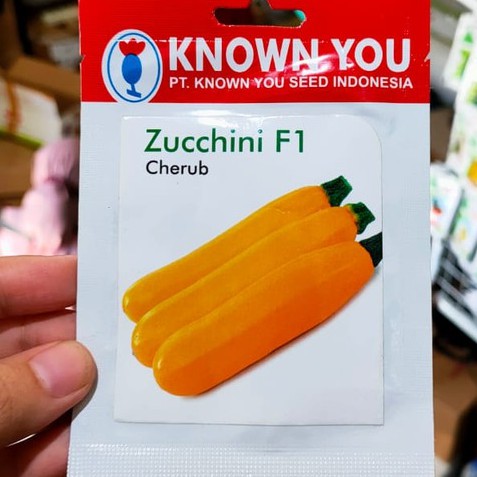 KNOWN YOU
PT. KNOWN YOU SEED INDONESIA
Zucchini F1
Cherub